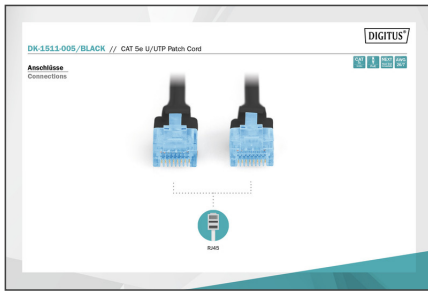 DIGITUS®
DK-1511-005/BLACK // CAT 5e U/UTP Patch Cord
Anschlüsse
Connections
RJ45